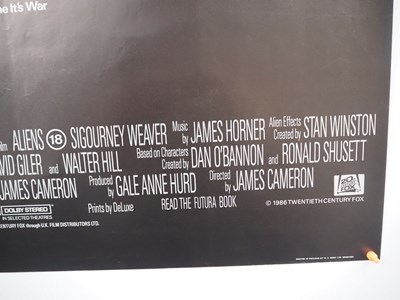 e It's War
lm ALIENS 18 SIGOURNEY WEAVER Music by JAMES HORNER Alien Effects Created by STAN WINSTON
VID GILER and WALTER HILL Based on Characters Created by DAN O'BANNON and RONALD SHUSETT
JAMES CAMERON Produced by GALE ANNE HURD Directed by JAMES CAMERON
DOLBY STEREO
IN SELECTED THEATRES
Prints by DeLuxe READ THE FUTURA BOOK © 1986 TWENTIETH CENTURY FOX
ENTURY FOX through U.K. FILM DISTRIBUTORS LTD.